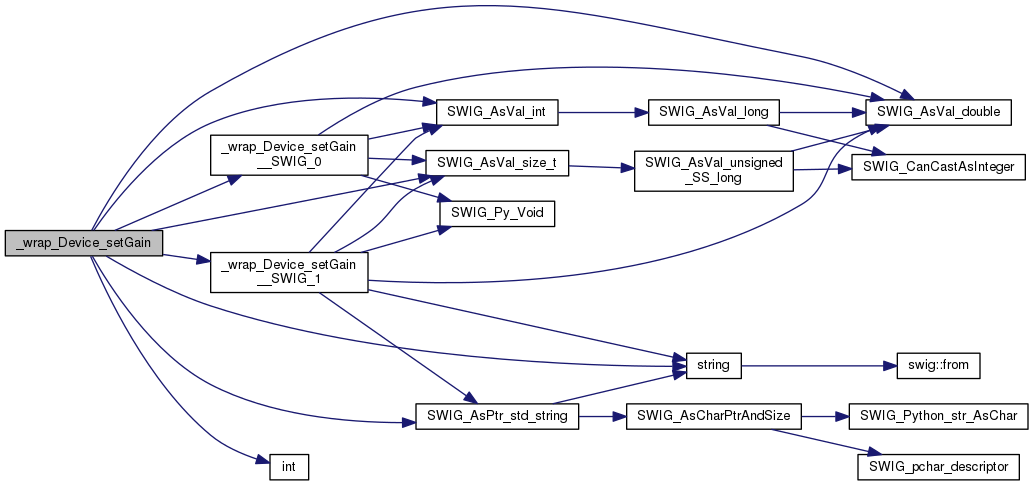 _wrap_Device_setGain
_wrap_Device_setGain
__SWIG_0
_wrap_Device_setGain
__SWIG_1
int
SWIG_AsVal_int
SWIG_AsVal_size_t
SWIG_Py_Void
SWIG_AsPtr_std_string
SWIG_AsVal_long
SWIG_AsVal_unsigned
_SS_long
string
SWIG_AsCharPtrAndSize
SWIG_AsVal_double
SWIG_CanCastAsInteger
swig::from
SWIG_Python_str_AsChar
SWIG_pchar_descriptor